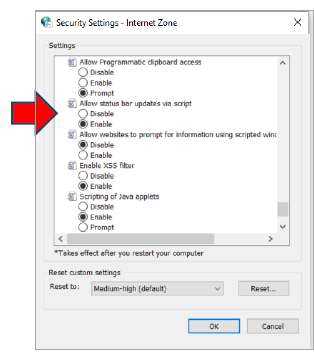 Security Settings - Internet Zone
Settings
Allow Programmatic clipboard access
Disable
Enable
Prompt
Allow status bar updates via script
Disable
Enable
Allow websites to prompt for information using scripted winc
Disable
Enable
Enable XSS filter
Disable
Enable
Scripting of Java applets
Disable
Enable
Prompt
*Takes effect after you restart your computer
Reset custom settings
Reset to: Medium-high (default) Reset...
OK Cancel